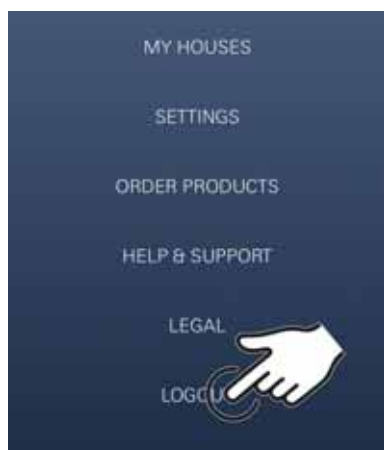 MY HOUSES
SETTINGS
ORDER PRODUCTS
HELP & SUPPORT
LEGAL